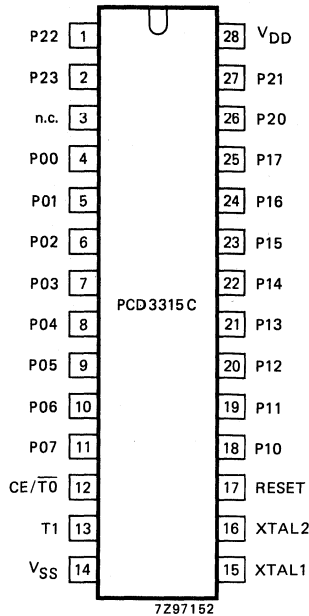 P22 1 28 VDD
P23 2 27 P21
n.c. 3 26 P20
P00 4 25 P17
P01 5 24 P16
P02 6 23 P15
P03 7 22 P14
PCD3315C
P04 8 21 P13
P05 9 20 P12
P06 10 19 P11
P07 11 18 P10
CE/T0̅ 12 17 RESET
T1 13 16 XTAL2
VSS 14 15 XTAL1
7Z97152